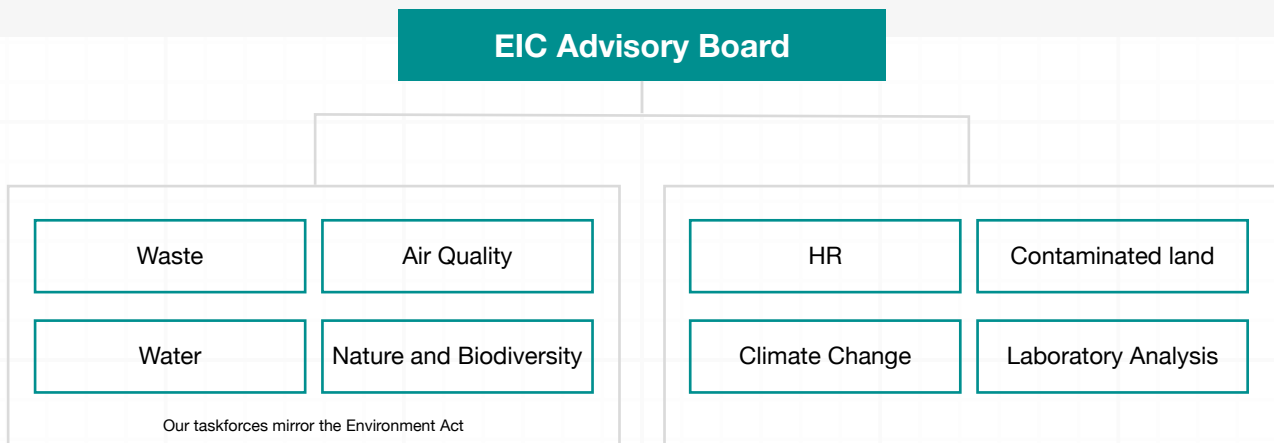 EIC Advisory Board
Waste
Air Quality
Water
Nature and Biodiversity
Our taskforces mirror the Environment Act
HR
Contaminated land
Climate Change
Laboratory Analysis